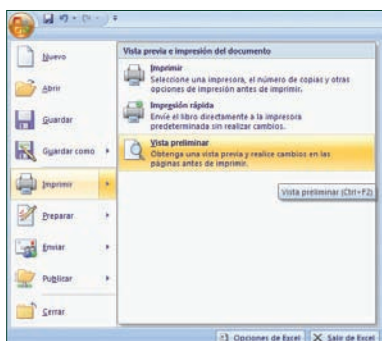 Nuevo
Abrir
Guardar
Guardar como
Imprimir
Preparar
Enviar
Publicar
Cerrar
Vista previa e impresión del documento
Imprimir
Seleccione una impresora, el número de copias y otras
opciones de impresión antes de imprimir.
Impresión rápida
Envíe el libro directamente a la impresora
predeterminada sin realizar cambios.
Vista preliminar
Obtenga una vista previa y realice cambios en las
páginas antes de imprimir.
Vista preliminar (Ctrl+F2)
Opciones de Excel
Salir de Excel